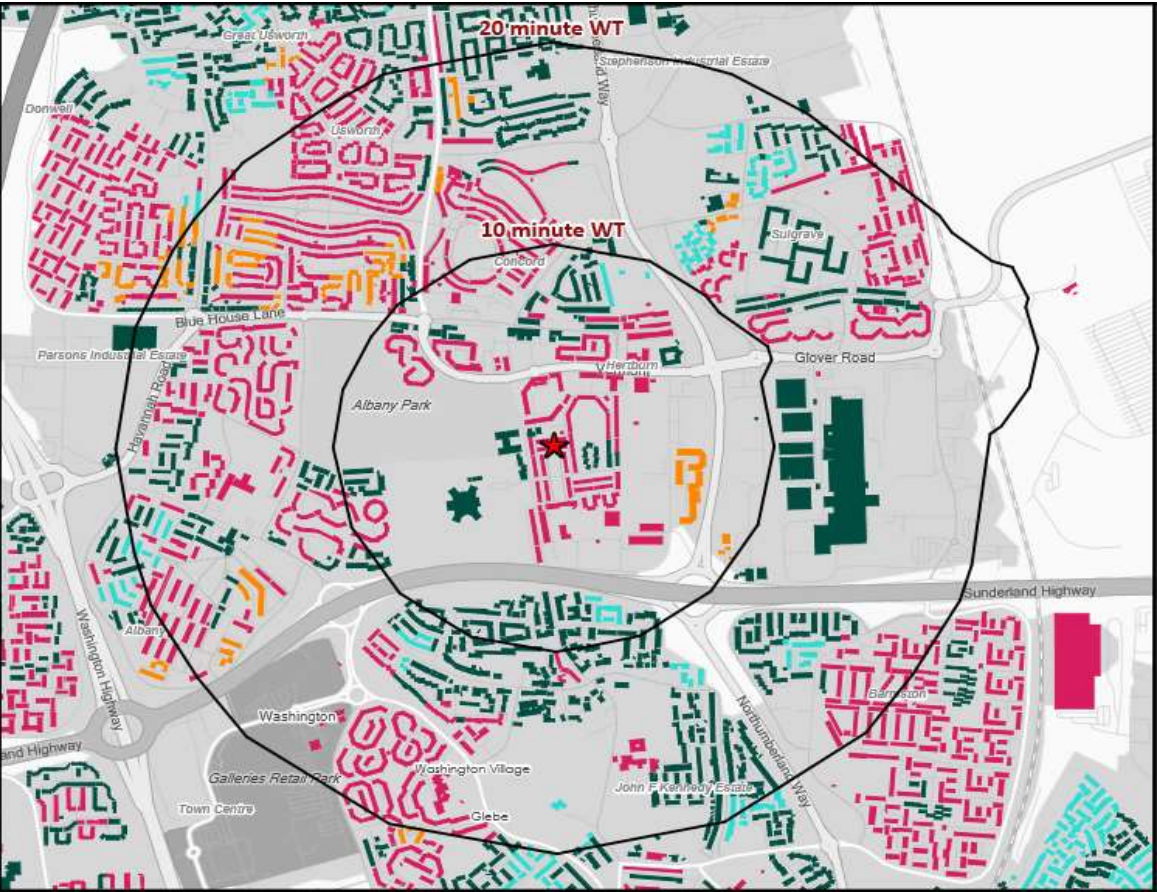 20 minute WT
Great Usworth
Stephenson Industrial Estate
Donwell
Usworth
10 minute WT
Sulgrave
Concord
Blue House Lane
Parsons Industrial Estate
Glover Road
Hertburn
Havannah Road
Albany Park
Sunderland Highway
Washington Highway
Albany
Barmston
Washington
Northumberland Way
and Highway
Washington Village
Galleries Retail Park
John F Kennedy Estate
Town Centre
Glebe